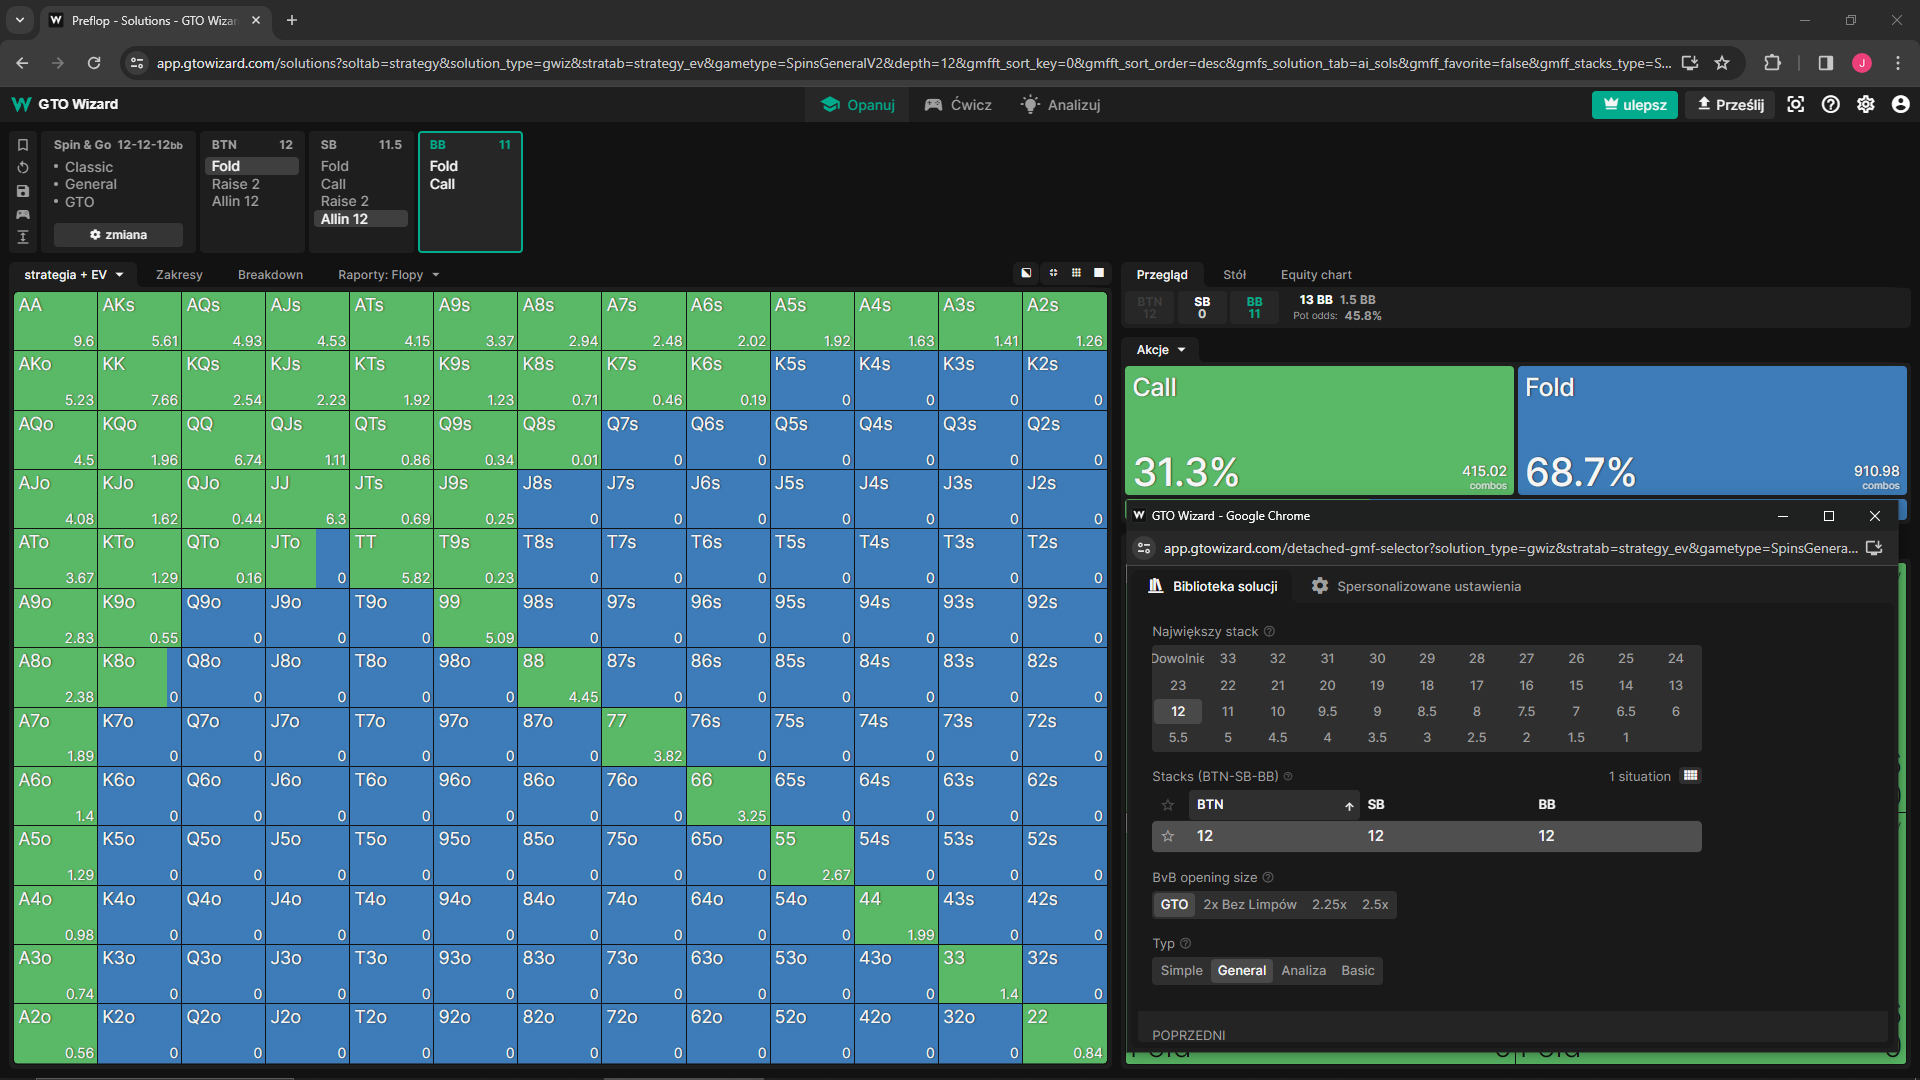 Preflop - Solutions - GTO Wizar
app.gtowizard.com/solutions?soltab=strategy&solution_type=gwiz&stratab=strategy_ev&gametype=SpinsGeneralV2&depth=12&gmfft_sort_key=0&gmfft_sort_order=desc&gmfs_solution_tab=ai_sols&gmff_favorite=false&gmff_stacks_type=S...
J
GTO Wizard
Opanuj
Ćwicz
Analizuj
ulepsz
Prześlij
Spin & Go 12-12-12bb
• Classic
• General
• GTO
zmiana
BTN 12
Fold
Raise 2
Allin 12
SB 11.5
Fold
Call
Raise 2
Allin 12
BB 11
Fold
Call
strategia + EV
Zakresy
Breakdown
Raporty: Flopy
AA AKs AQs AJs ATs A9s A8s A7s A6s A5s A4s A3s A2s
9.6 5.61 4.93 4.53 4.15 3.37 2.94 2.48 2.02 1.92 1.63 1.41 1.26
AKo KK KQs KJs KTs K9s K8s K7s K6s K5s K4s K3s K2s
5.23 7.66 2.54 2.23 1.92 1.23 0.71 0.46 0.19 0 0 0 0
AQo KQo QQ QJs QTs Q9s Q8s Q7s Q6s Q5s Q4s Q3s Q2s
4.5 1.96 6.74 1.11 0.86 0.34 0.01 0 0 0 0 0 0
AJo KJo QJo JJ JTs J9s J8s J7s J6s J5s J4s J3s J2s
4.08 1.62 0.44 6.3 0.69 0.25 0 0 0 0 0 0 0
ATo KTo QTo JTo TT T9s T8s T7s T6s T5s T4s T3s T2s
3.67 1.29 0.16 0 5.82 0.23 0 0 0 0 0 0 0
A9o K9o Q9o J9o T9o 99 98s 97s 96s 95s 94s 93s 92s
2.83 0.55 0 0 0 5.09 0 0 0 0 0 0 0
A8o K8o Q8o J8o T8o 98o 88 87s 86s 85s 84s 83s 82s
2.38 0 0 0 0 0 4.45 0 0 0 0 0 0
A7o K7o Q7o J7o T7o 97o 87o 77 76s 75s 74s 73s 72s
1.89 0 0 0 0 0 0 3.82 0 0 0 0 0
A6o K6o Q6o J6o T6o 96o 86o 76o 66 65s 64s 63s 62s
1.4 0 0 0 0 0 0 0 3.25 0 0 0 0
A5o K5o Q5o J5o T5o 95o 85o 75o 65o 55 54s 53s 52s
1.29 0 0 0 0 0 0 0 0 2.67 0 0 0
A4o K4o Q4o J4o T4o 94o 84o 74o 64o 54o 44 43s 42s
0.98 0 0 0 0 0 0 0 0 0 1.99 0 0
A3o K3o Q3o J3o T3o 93o 83o 73o 63o 53o 43o 33 32s
0.74 0 0 0 0 0 0 0 0 0 0 1.4 0
A2o K2o Q2o J2o T2o 92o 82o 72o 62o 52o 42o 32o 22
0.56 0 0 0 0 0 0 0 0 0 0 0 0.84
Przegląd
Stół
Equity chart
BTN 12
SB 0
BB 11
13 BB 1.5 BB
Pot odds: 45.8%
Akcje
Call
31.3%
415.02
combos
Fold
68.7%
910.98
combos
GTO Wizard - Google Chrome
app.gtowizard.com/detached-gmf-selector?solution_type=gwiz&stratab=strategy_ev&gametype=SpinsGenera...
Biblioteka solucji
Spersonalizowane ustawienia
Największy stack
Dowolnie 33 32 31 30 29 28 27 26 25 24
23 22 21 20 19 18 17 16 15 14 13
12 11 10 9.5 9 8.5 8 7.5 7 6.5 6
5.5 5 4.5 4 3.5 3 2.5 2 1.5 1
Stacks (BTN-SB-BB)
1 situation
BTN SB BB
12 12 12
BvB opening size
GTO 2x Bez Limpów 2.25x 2.5x
Typ
Simple General Analiza Basic
POPRZEDNI